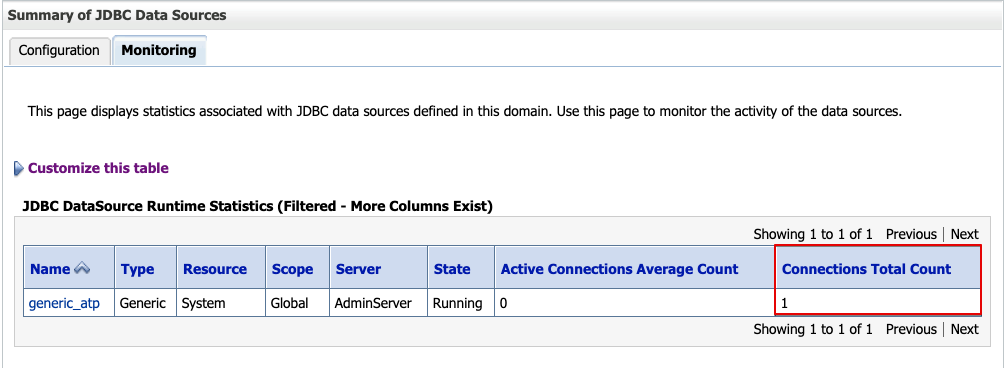 Summary of JDBC Data Sources
Configuration Monitoring
This page displays statistics associated with JDBC data sources defined in this domain. Use this page to monitor the activity of the data sources.
Customize this table
JDBC DataSource Runtime Statistics (Filtered - More Columns Exist)
Showing 1 to 1 of 1 Previous | Next
Name Type Resource Scope Server State Active Connections Average Count Connections Total Count
generic_atp Generic System Global AdminServer Running 0 1
Showing 1 to 1 of 1 Previous | Next